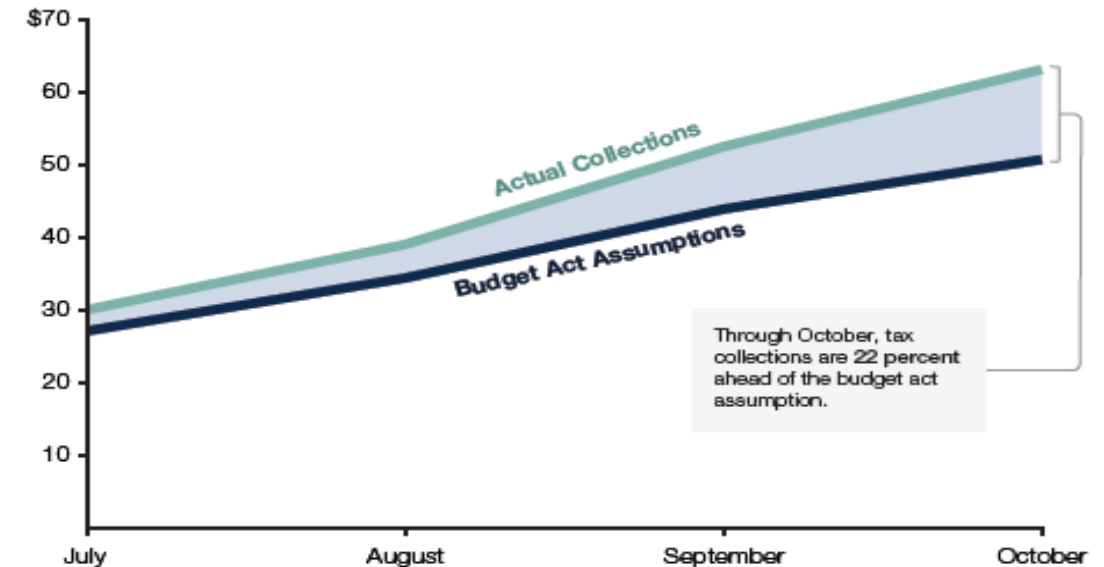 $70
60
50
40
30
20
10
Actual Collections
Budget Act Assumptions
Through October, tax
collections are 22 percent
ahead of the budget act
assumption.
July
August
September
October